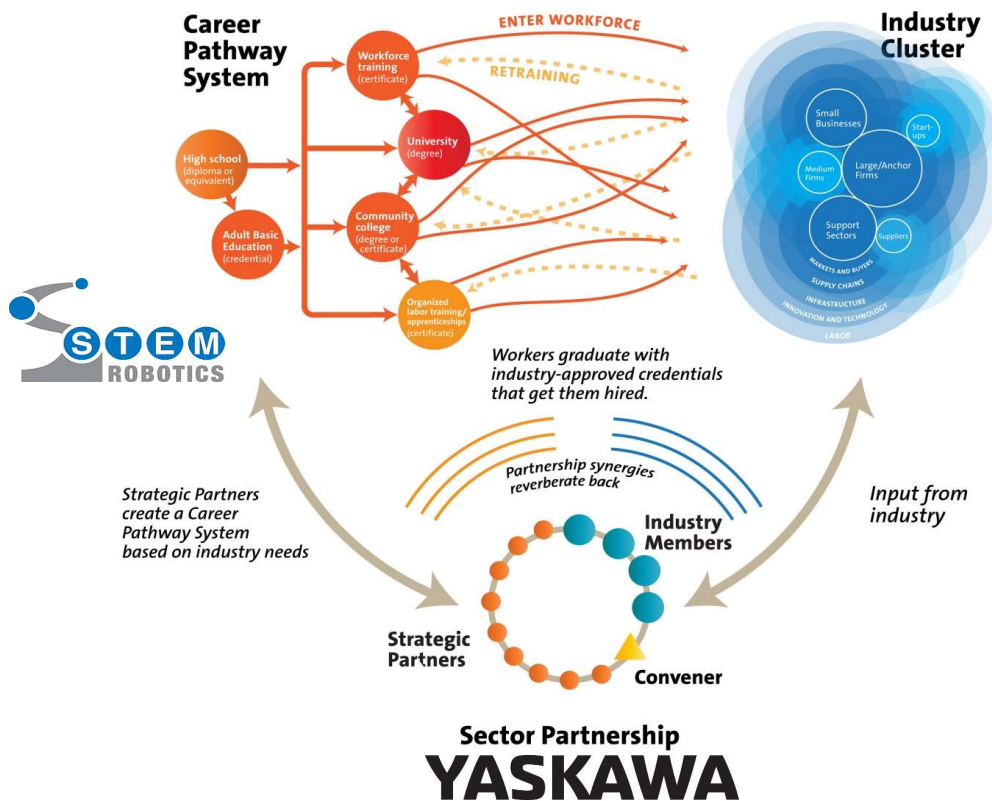 Career
Pathway
System
ENTER WORKFORCE
RETRAINING
Industry
Cluster
Workforce
training
(certificate)
University
(degree)
High school
(diploma or
equivalent)
Adult Basic
Education
(credential)
Community
college
(degree or
certificate)
Organized
labor training/
apprenticeships
(certificate)
Small
Businesses
Start-
ups
Medium
Firms
Large/Anchor
Firms
Support
Sectors
Suppliers
MARKETS AND BUYERS
SUPPLY CHAINS
INFRASTRUCTURE
INNOVATION AND TECHNOLOGY
LABOR
STEM
ROBOTICS
Workers graduate with
industry-approved credentials
that get them hired.
Partnership synergies
reverberate back
Strategic Partners
create a Career
Pathway System
based on industry needs
Input from
industry
Industry
Members
Strategic
Partners
Convener
Sector Partnership
YASKAWA